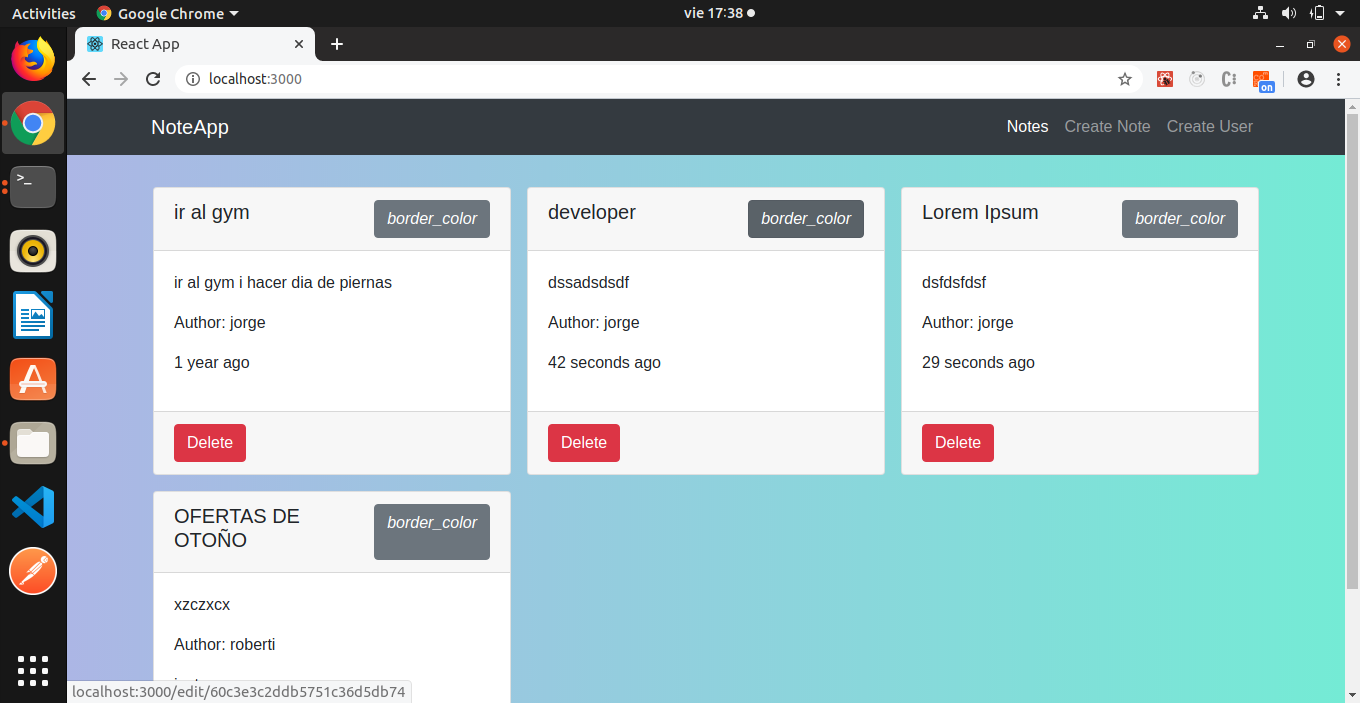 Activities Google Chrome vie 17:38
React App
localhost:3000
on
NoteApp Notes Create Note Create User
ir al gym border_color
ir al gym i hacer dia de piernas
Author: jorge
1 year ago
Delete
developer border_color
dssadsdsdf
Author: jorge
42 seconds ago
Delete
Lorem Ipsum border_color
dsfdsfdsf
Author: jorge
29 seconds ago
Delete
OFERTAS DE border_color
OTOÑO
xzczxcx
Author: roberti
localhost:3000/edit/60c3e3c2ddb5751c36d5db74